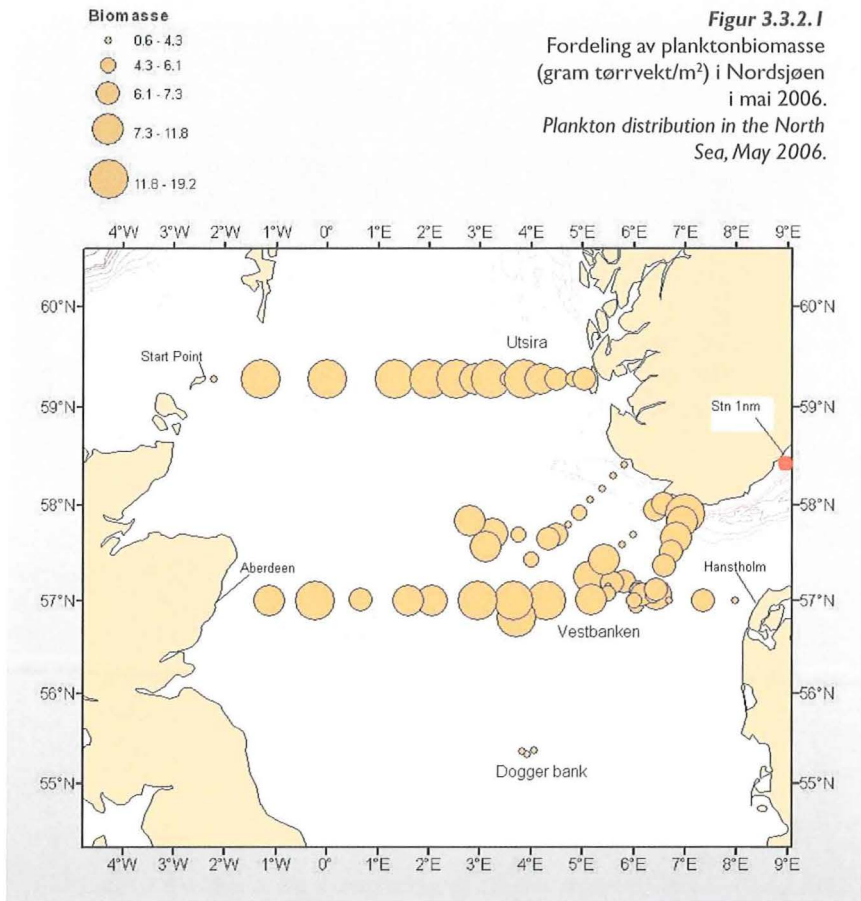 Biomasse
0.6 - 4.3
4.3 - 6.1
6.1 - 7.3
7.3 - 11.8
11.8 - 19.2
Figur 3.3.2.1
Fordeling av planktonbiomasse
(gram tørrvekt/m²) i Nordsjøen
i mai 2006.
Plankton distribution in the North
Sea, May 2006.
4°W 3°W 2°W 1°W 0° 1°E 2°E 3°E 4°E 5°E 6°E 7°E 8°E 9°E
60°N 60°N
Utsira
Start Point
59°N 59°N
Stn 1nm
58°N 58°N
Aberdeen
Hanstholm
57°N 57°N
Vestbanken
56°N 56°N
Dogger bank
55°N 55°N
4°W 3°W 2°W 1°W 0° 1°E 2°E 3°E 4°E 5°E 6°E 7°E 8°E 9°E